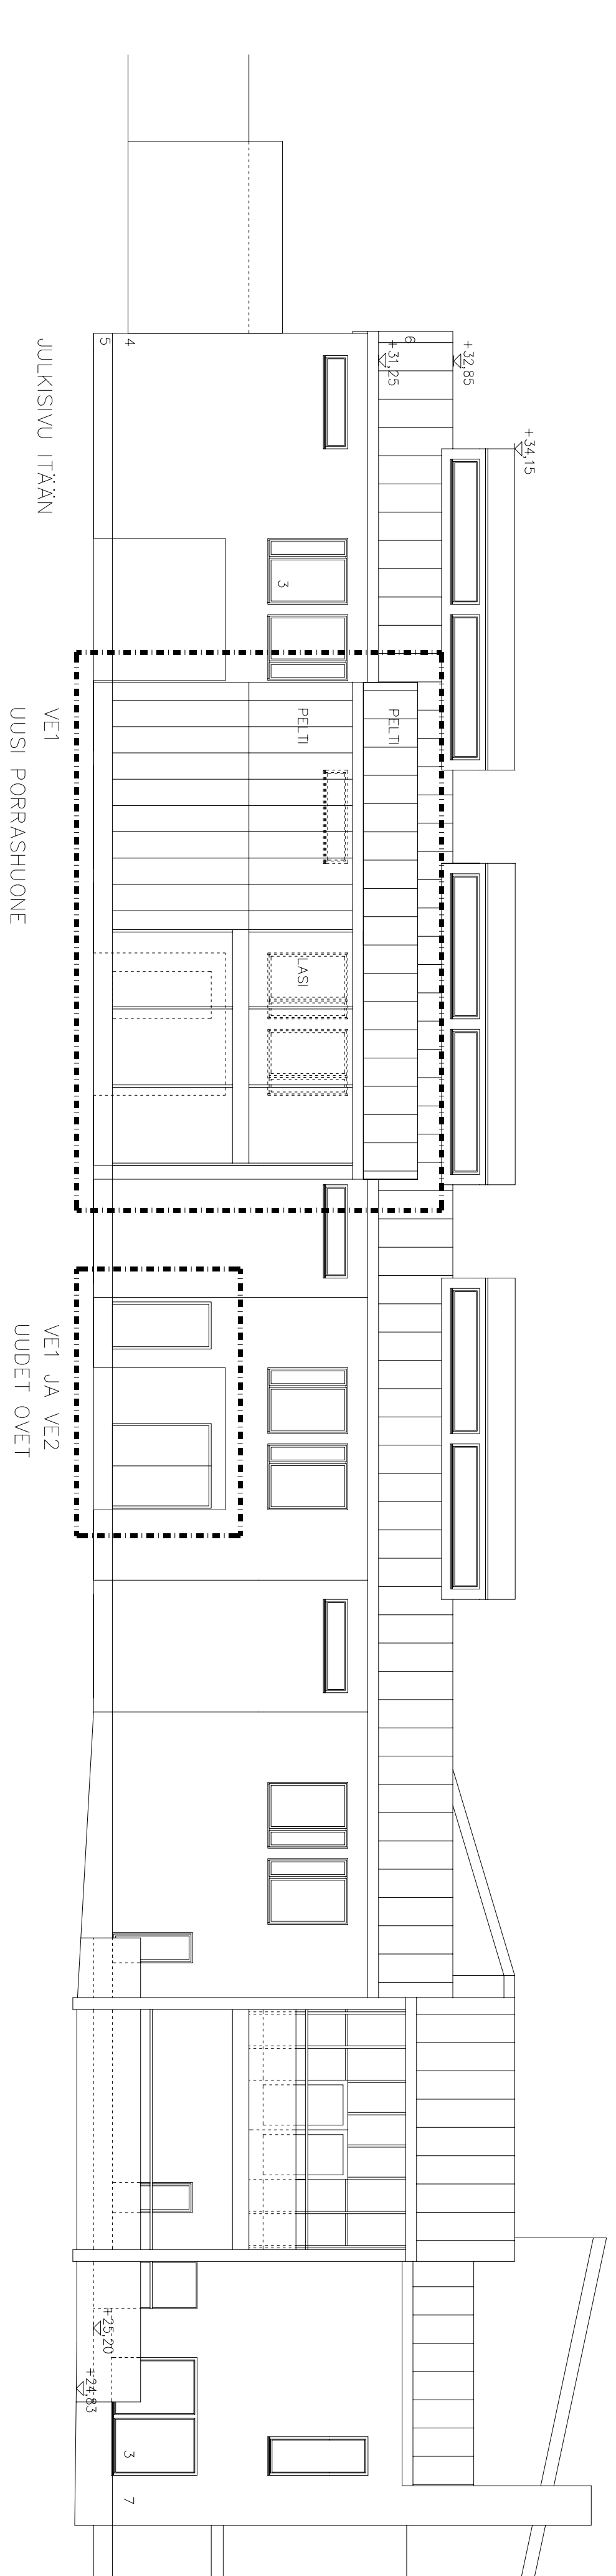 +34,15
+32,85
+31,25
6
4
5
3
PELTI
PELTI
LASI
3
7
+25,20
+24,83
JULKISIVU ITÄÄN
VE1
UUSI PORRASHUONE
VE1 JA VE2
UUDET OVET